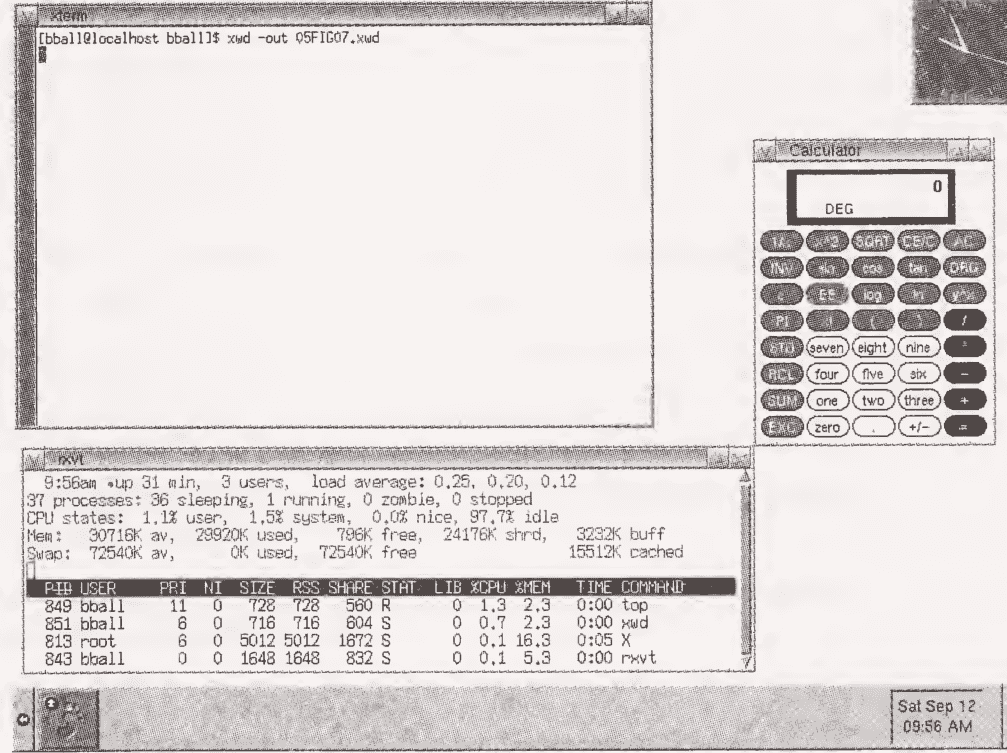 xterm
[bball@localhost bball]$ xwd -out 05FIG07.xwd
Calculator
0
DEG
1/x x^2 SQRT CE/C AC
INV sin cos tan DRG
e EE log ln y^x
PI ( ) /
STO seven eight nine *
RCL four five six -
SUM one two three +
EXC zero . +/- =
rxvt
9:56am up 31 min, 3 users, load average: 0.25, 0.20, 0.12
37 processes: 36 sleeping, 1 running, 0 zombie, 0 stopped
CPU states: 1.1% user, 1.5% system, 0.0% nice, 97.7% idle
Mem: 30716K av, 29920K used, 796K free, 24176K shrd, 3232K buff
Swap: 72540K av, 0K used, 72540K free 15512K cached
PID USER PRI NI SIZE RSS SHARE STAT LIB %CPU %MEM TIME COMMAND
849 bball 11 0 728 728 560 R 0 1.3 2.3 0:00 top
851 bball 6 0 716 716 604 S 0 0.7 2.3 0:00 xwd
813 root 6 0 5012 5012 1672 S 0 0.1 16.3 0:05 X
843 bball 0 0 1648 1648 832 S 0 0.1 5.3 0:00 rxvt
Sat Sep 12
09:56 AM